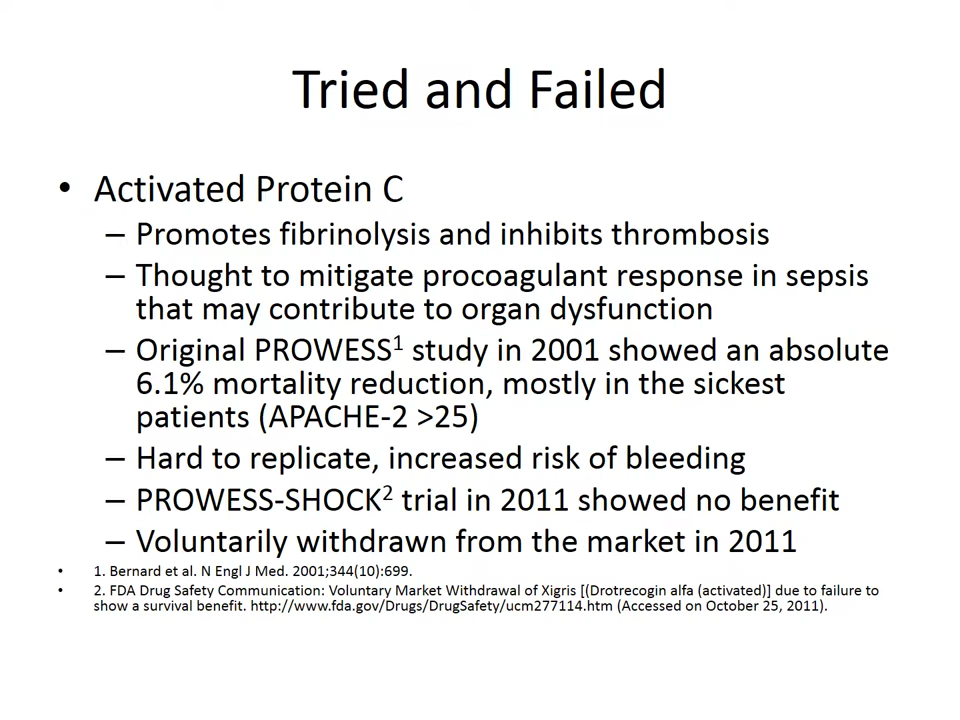 Tried and Failed
• Activated Protein C
– Promotes fibrinolysis and inhibits thrombosis
– Thought to mitigate procoagulant response in sepsis
that may contribute to organ dysfunction
– Original PROWESS¹ study in 2001 showed an absolute
6.1% mortality reduction, mostly in the sickest
patients (APACHE-2 >25)
– Hard to replicate, increased risk of bleeding
– PROWESS-SHOCK² trial in 2011 showed no benefit
– Voluntarily withdrawn from the market in 2011
• 1. Bernard et al. N Engl J Med. 2001;344(10):699.
• 2. FDA Drug Safety Communication: Voluntary Market Withdrawal of Xigris [(Drotrecogin alfa (activated)] due to failure to
show a survival benefit. http://www.fda.gov/Drugs/DrugSafety/ucm277114.htm (Accessed on October 25, 2011).